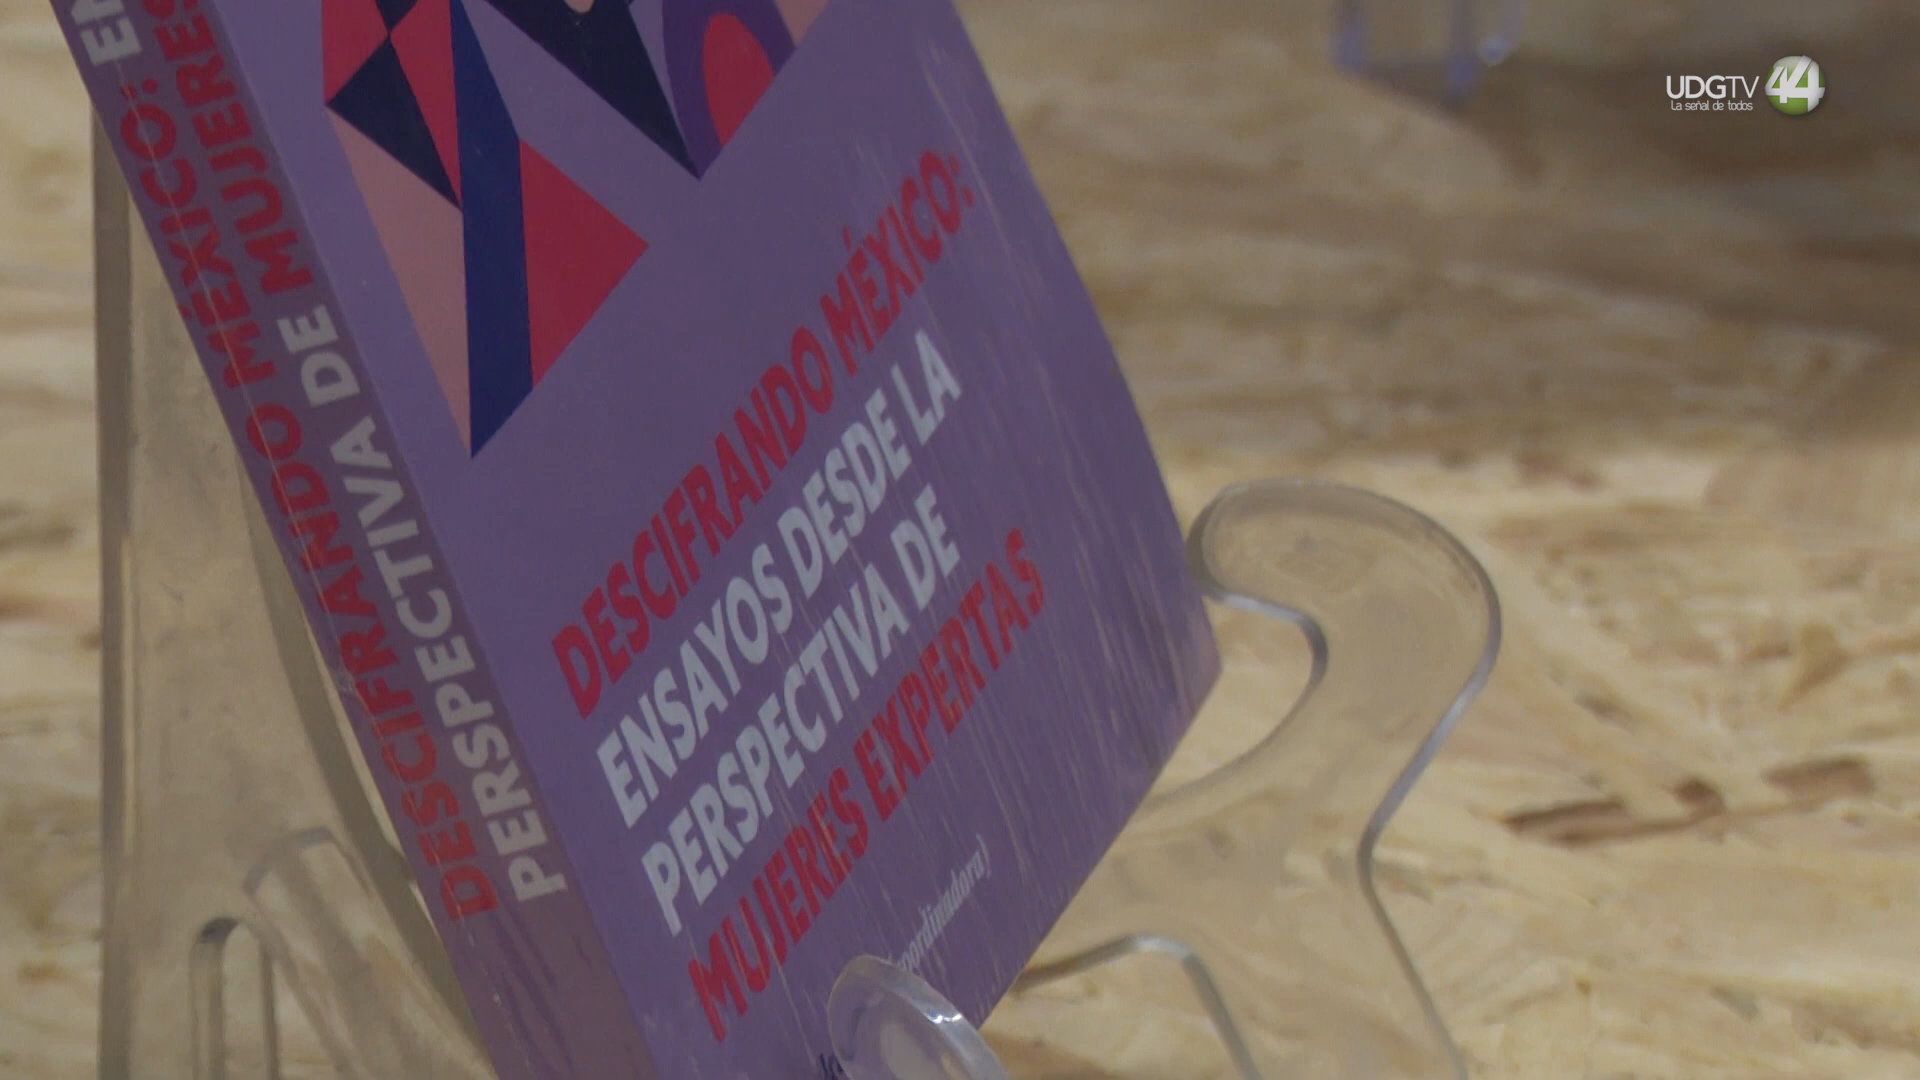 UDGTV 44
La señal de todos
DESCIFRANDO MÉXICO: EN
PERSPECTIVA DE MUJERES
DESCIFRANDO MÉXICO:
ENSAYOS DESDE LA
PERSPECTIVA DE
MUJERES EXPERTAS
(coordinadora)